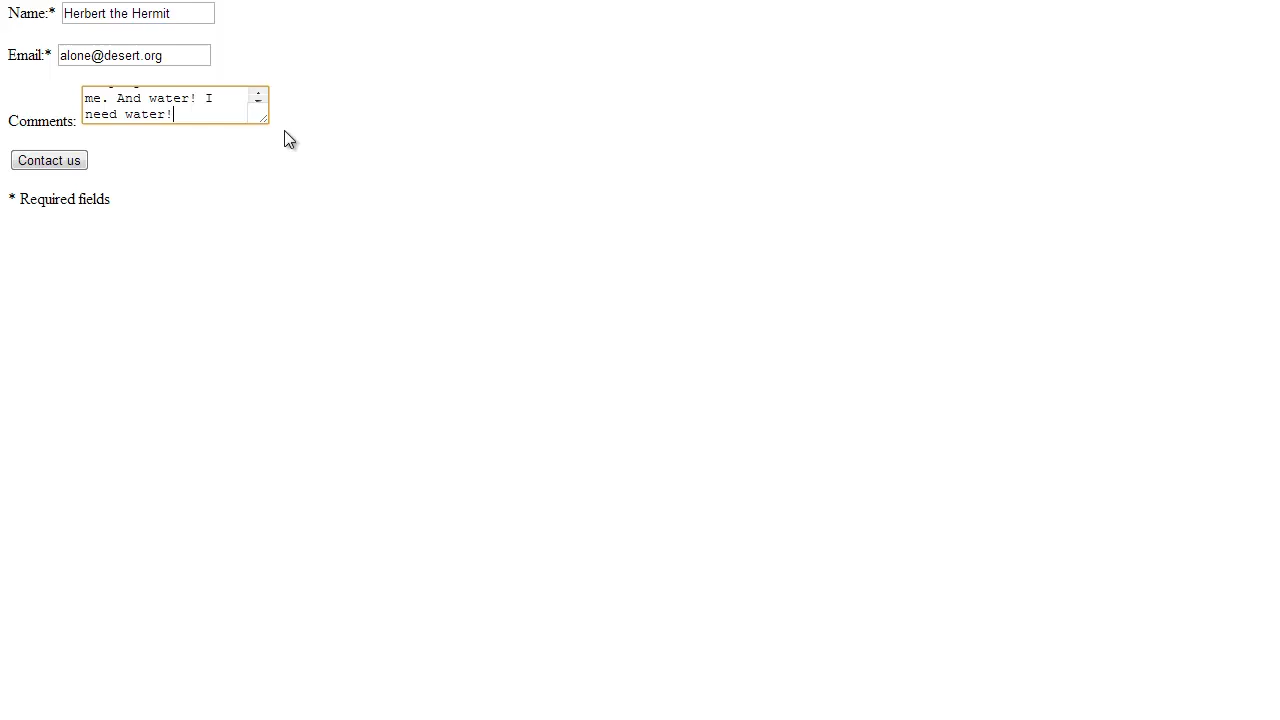 Name:* Herbert the Hermit
Email:* alone@desert.org
me. And water! I
need water!
Comments:
Contact us
* Required fields